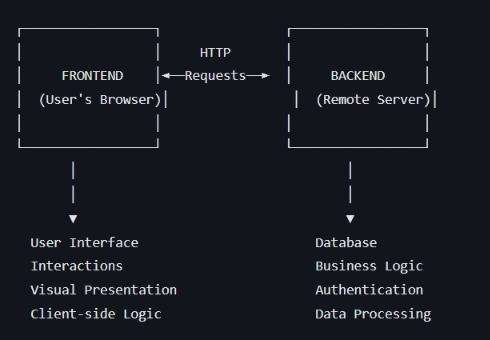 HTTP
FRONTEND ◄──Requests──► BACKEND
(User's Browser) (Remote Server)
User Interface Database
Interactions Business Logic
Visual Presentation Authentication
Client-side Logic Data Processing